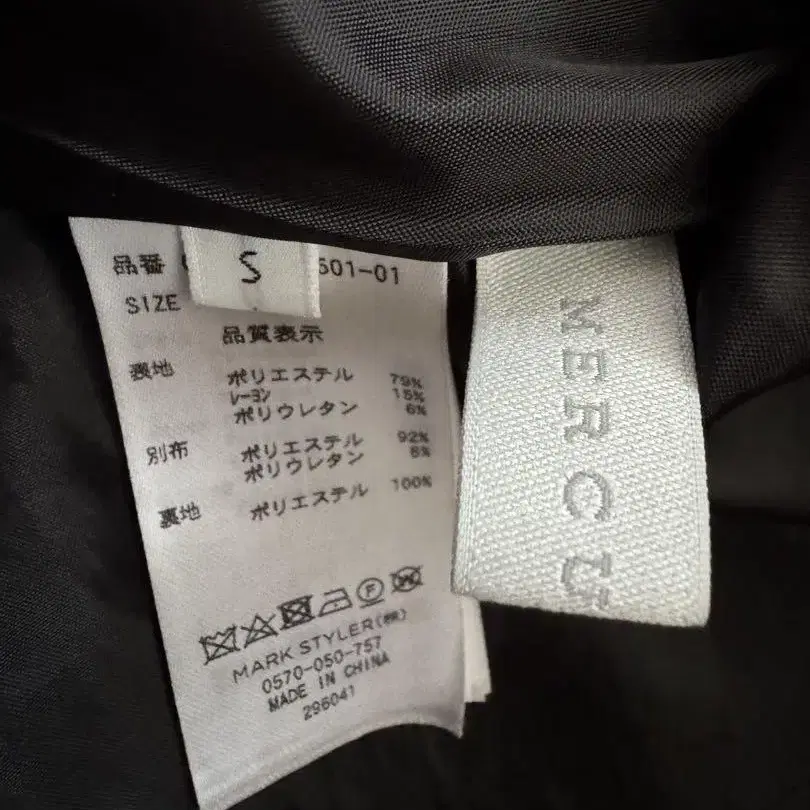 品番
S
601-01
SIZE
品質表示
表地 ポリエステル 79%
レーヨン 15%
ポリウレタン 6%
別布 ポリエステル 92%
ポリウレタン 8%
裏地 ポリエステル 100%
MARK STYLER(株)
0570-050-757
MADE IN CHINA
296041
MERCU